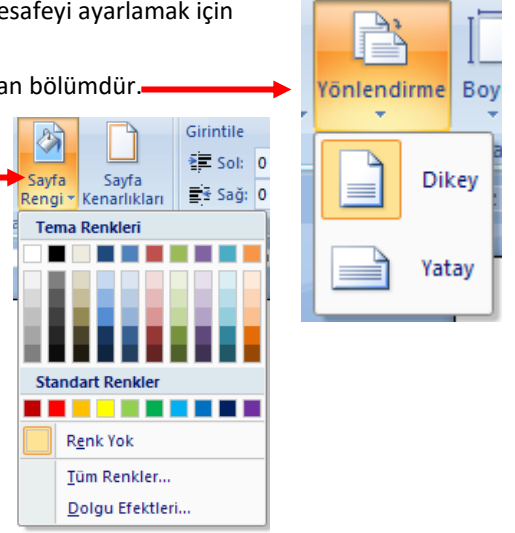 esafeyi ayarlamak için
an bölümdür.
Yönlendirme
Boy
Dikey
Yatay
Girintile
Sol: 0
Sağ: 0
Sayfa
Rengi
Sayfa
Kenarlıkları
Tema Renkleri
Standart Renkler
Renk Yok
Tüm Renkler...
Dolgu Efektleri...